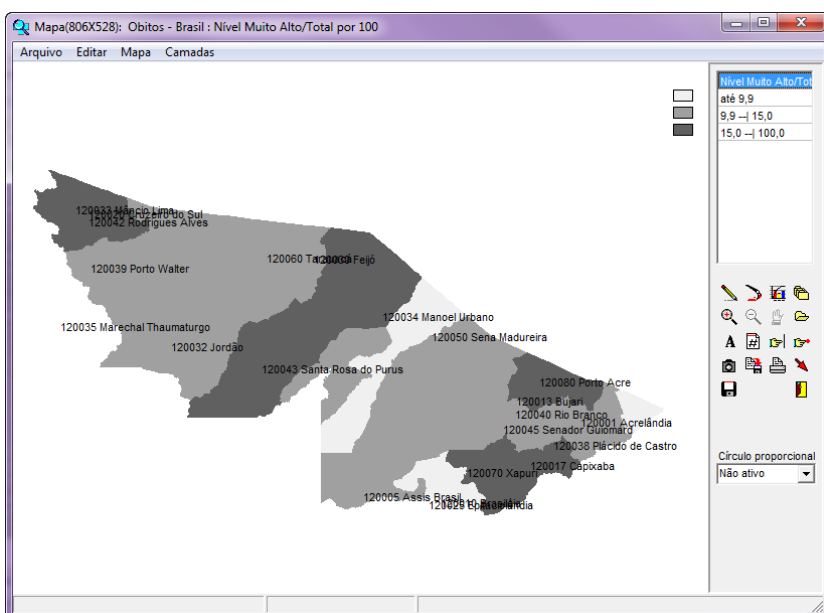 Mapa(806X528): Obitos - Brasil : Nível Muito Alto/Total por 100
Arquivo Editar Mapa Camadas
Nível Muito Alto/Tot
até 9,9
9,9 --| 15,0
15,0 --| 100,0
120033 Mâncio Lima
120020 Cruzeiro do Sul
120042 Rodrigues Alves
120039 Porto Walter
120060
120030 Feijó
120035 Marechal Thaumaturgo
120034 Manoel Urbano
120032 Jordão
120050 Sena Madureira
120043 Santa Rosa do Purus
120080 Porto Acre
120013 Bujari
120040 Rio Branco
120001 Acrelândia
120045 Senador Guiomard
120038 Plácido de Castro
120017 Capixaba
120070 Xapuri
120005 Assis Brasil
A
#
Círculo proporcional
Não ativo